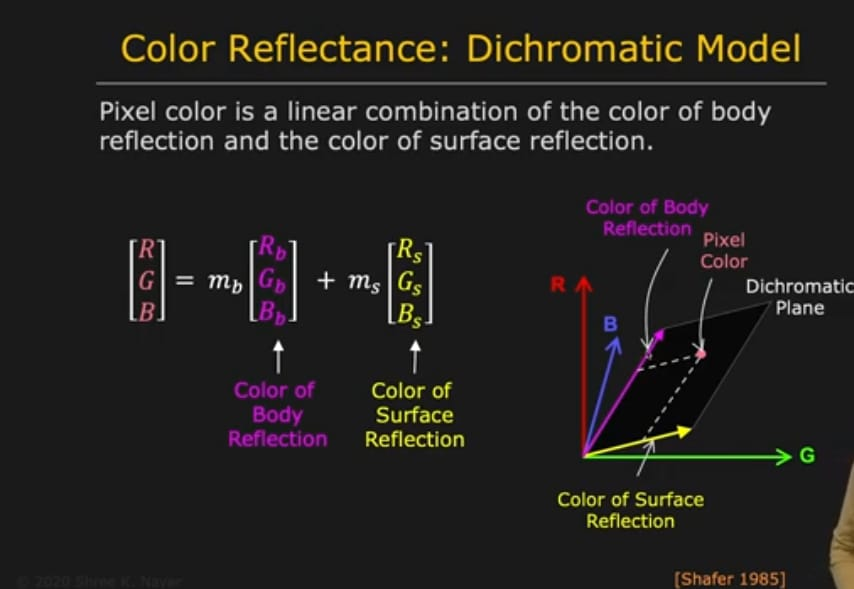 Color Reflectance: Dichromatic Model
Pixel color is a linear combination of the color of body
reflection and the color of surface reflection.
[R G B] = m_b [R_b G_b B_b] + m_s [R_s G_s B_s]
Color of
Body
Reflection
Color of
Surface
Reflection
Color of Body
Reflection
Pixel
Color
Dichromatic
Plane
R
B
G
Color of Surface
Reflection
© 2020 Shree K. Nayar
[Shafer 1985]